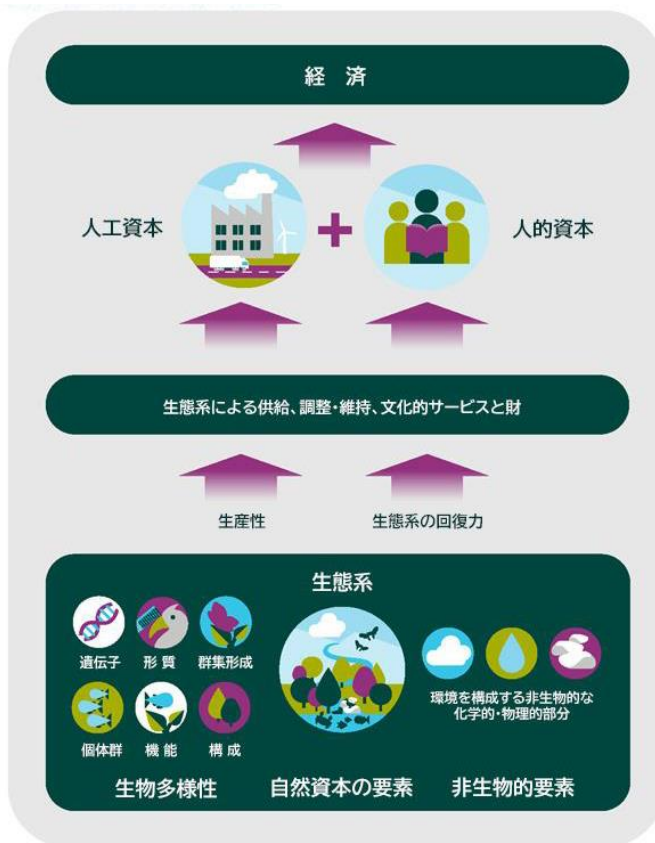 経 済
人工資本
人的資本
生態系による供給、調整・維持、文化的サービスと財
生産性
生態系の回復力
生態系
遺伝子
形 質
群集形成
個体群
機 能
構 成
環境を構成する非生物的な
化学的・物理的部分
生物多様性
自然資本の要素
非生物的要素